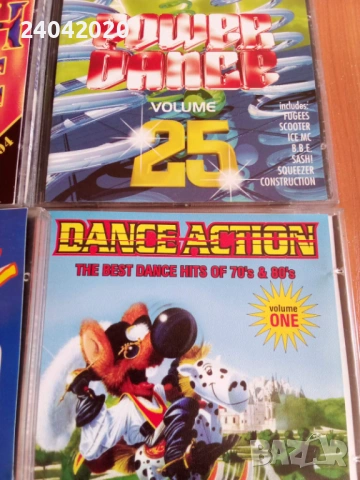 24042020
POWER
DANCE
VOLUME
25
includes:
FUGEES
SCOOTER
ICE MC
B.B.E.
SASH!
SQUEEZER
CONSTRUCTION
DANCE ACTION
THE BEST DANCE HITS OF 70's & 80's
volume
ONE
BAZAR
bg